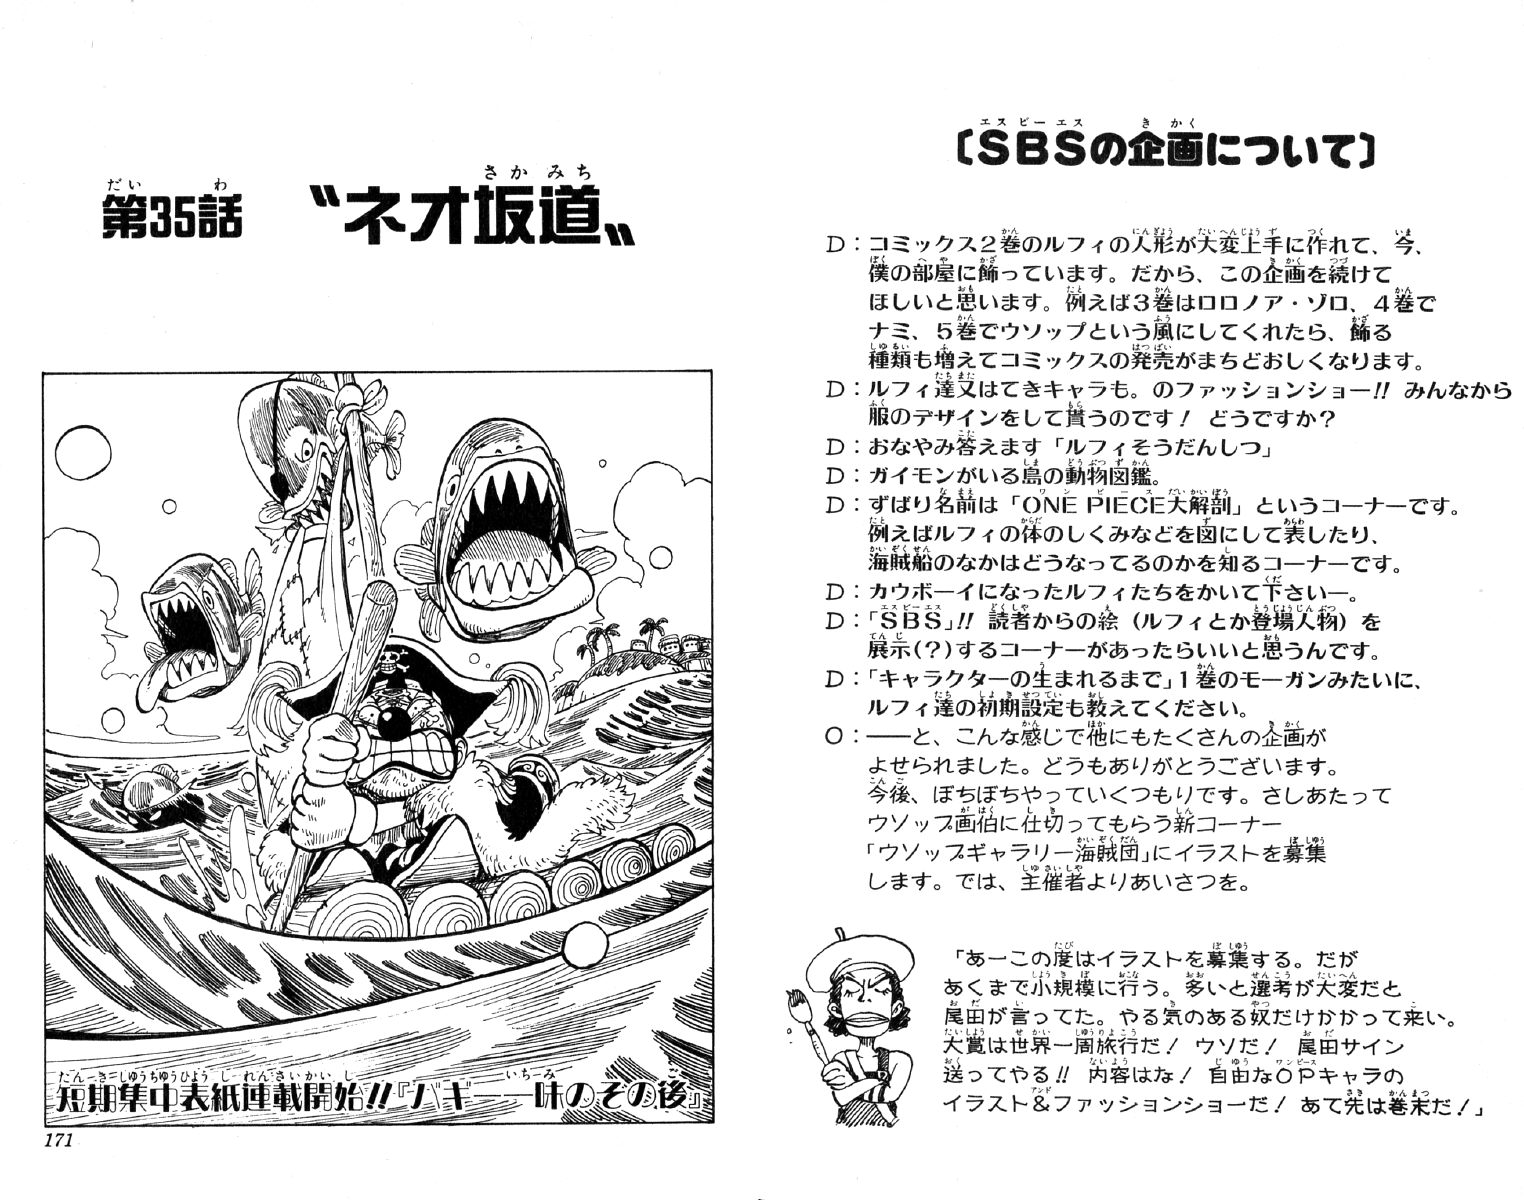 〔SBSの企画について〕
D：コミックス2巻のルフィの人形が大変上手に作れて、今、
僕の部屋に飾っています。だから、この企画を続けて
ほしいと思います。例えば3巻はロロノア・ゾロ、4巻で
ナミ、5巻でウソップという風にしてくれたら、飾る
種類も増えてコミックスの発売がまちどおしくなります。
D：ルフィ達又はてきキャラも。のファッションショー!! みんなから
服のデザインをして貰うのです！ どうですか？
D：おなやみ答えます「ルフィそうだんしつ」
D：ガイモンがいる島の動物図鑑。
D：ずばり名前は「ONE PIECE大解剖」というコーナーです。
例えばルフィの体のしくみなどを図にして表したり、
海賊船のなかはどうなってるのかを知るコーナーです。
D：カウボーイになったルフィたちをかいて下さいー。
D：「SBS」!! 読者からの絵（ルフィとか登場人物）を
展示(？)するコーナーがあったらいいと思うんです。
D：「キャラクターの生まれるまで」1巻のモーガンみたいに、
ルフィ達の初期設定も教えてください。
O：――と、こんな感じで他にもたくさんの企画が
よせられました。どうもありがとうございます。
今後、ぼちぼちやっていくつもりです。さしあたって
ウソップ画伯に仕切ってもらう新コーナー
「ウソップギャラリー海賊団」にイラストを募集
します。では、主催者よりあいさつを。
「あーこの度はイラストを募集する。だが
あくまで小規模に行う。多いと選考が大変だと
尾田が言ってた。やる気のある奴だけかかって来い。
大賞は世界一周旅行だ！ ウソだ！ 尾田サイン
送ってやる!! 内容はな！ 自由なOPキャラの
イラスト＆ファッションショーだ！ あて先は巻末だ！」
第35話 〝ネオ坂道〟
短期集中表紙連載開始!!『バギー一味のその後』
171